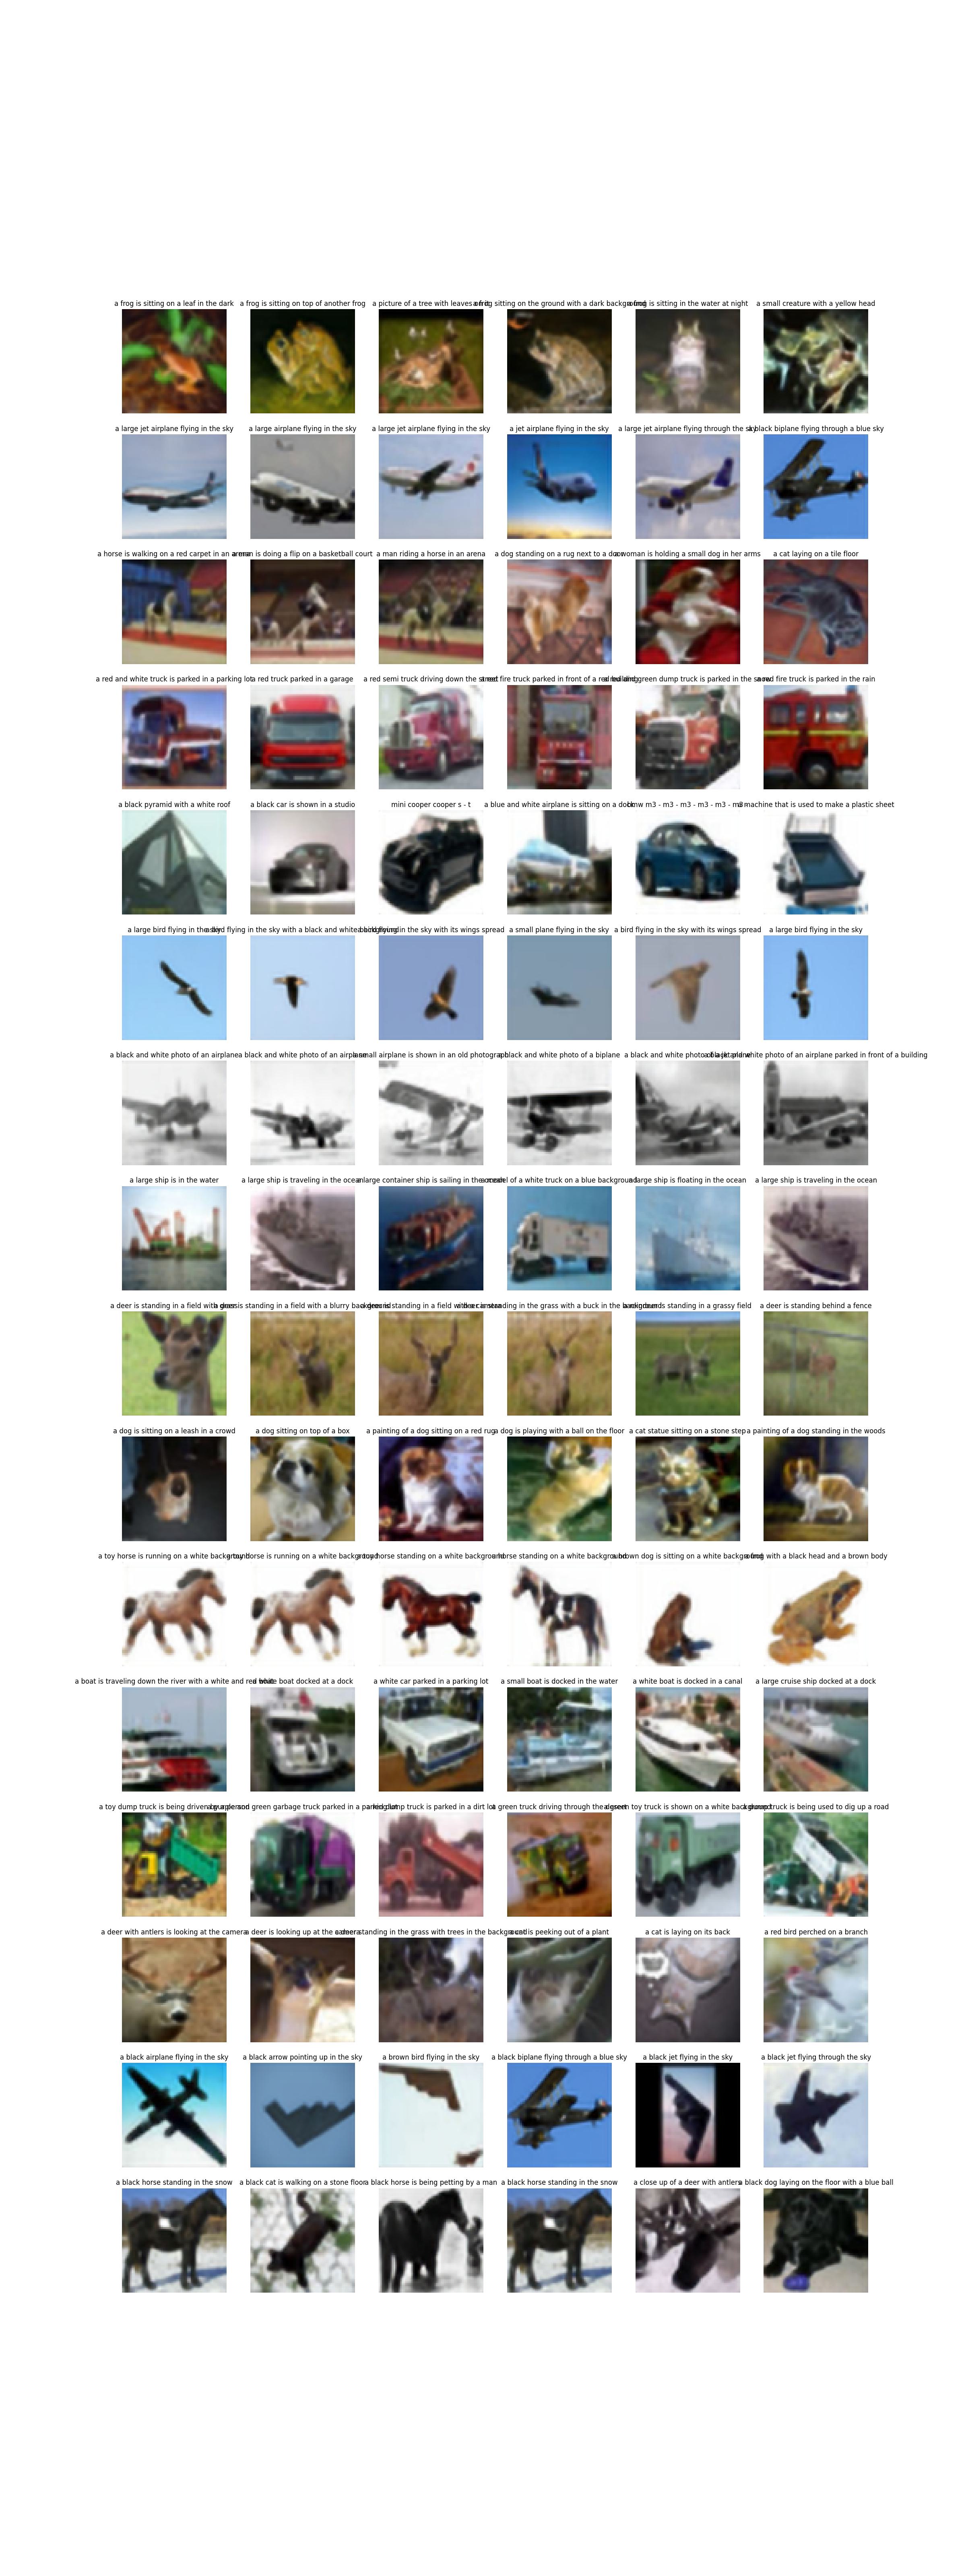 a frog is sitting on a leaf in the dark
a frog is sitting on top of another frog
a picture of a tree with leaves on it
a frog sitting on the ground with a dark background
a frog is sitting in the water at night
a small creature with a yellow head
a large jet airplane flying in the sky
a large airplane flying in the sky
a large jet airplane flying in the sky
a jet airplane flying in the sky
a large jet airplane flying through the sky
a black biplane flying through a blue sky
a horse is walking on a red carpet in an arena
a man is doing a flip on a basketball court
a man riding a horse in an arena
a dog standing on a rug next to a door
a woman is holding a small dog in her arms
a cat laying on a tile floor
a red and white truck is parked in a parking lot
a red truck parked in a garage
a red semi truck driving down the street
a red fire truck parked in front of a red building
a red and green dump truck is parked in the snow
a red fire truck is parked in the rain
a black pyramid with a white roof
a black car is shown in a studio
mini cooper cooper s - t
a blue and white airplane is sitting on a dock
bmw m3 - m3 - m3 - m3 - m3 - m3
a machine that is used to make a plastic sheet
a large bird flying in the sky
a bird flying in the sky with a black and white background
a bird flying in the sky with its wings spread
a small plane flying in the sky
a bird flying in the sky with its wings spread
a large bird flying in the sky
a black and white photo of an airplane
a black and white photo of an airplane
a small airplane is shown in an old photograph
a black and white photo of a biplane
a black and white photo of a jet plane
a black and white photo of an airplane parked in front of a building
a large ship is in the water
a large ship is traveling in the ocean
a large container ship is sailing in the ocean
a model of a white truck on a blue background
a large ship is floating in the ocean
a large ship is traveling in the ocean
a deer is standing in a field with grass
a deer is standing in a field with a blurry background
a deer is standing in a field with a camera
a deer standing in the grass with a buck in the background
a reindeer is standing in a grassy field
a deer is standing behind a fence
a dog is sitting on a leash in a crowd
a dog sitting on top of a box
a painting of a dog sitting on a red rug
a dog is playing with a ball on the floor
a cat statue sitting on a stone step
a painting of a dog standing in the woods
a toy horse is running on a white background
a toy horse is running on a white background
a toy horse standing on a white background
a horse standing on a white background
a brown dog is sitting on a white background
a frog with a black head and a brown body
a boat is traveling down the river with a white and red boat
a white boat docked at a dock
a white car parked in a parking lot
a small boat is docked in the water
a white boat is docked in a canal
a large cruise ship docked at a dock
a toy dump truck is being driven by a person
a purple and green garbage truck parked in a parking lot
a red dump truck is parked in a dirt lot
a green truck driving through the desert
a green toy truck is shown on a white background
a dump truck is being used to dig up a road
a deer with antlers is looking at the camera
a deer is looking up at the camera
a deer standing in the grass with trees in the background
a cat is peeking out of a plant
a cat is laying on its back
a red bird perched on a branch
a black airplane flying in the sky
a black arrow pointing up in the sky
a brown bird flying in the sky
a black biplane flying through a blue sky
a black jet flying in the sky
a black jet flying through the sky
a black horse standing in the snow
a black cat is walking on a stone floor
a black horse is being petting by a man
a black horse standing in the snow
a close up of a deer with antlers
a black dog laying on the floor with a blue ball